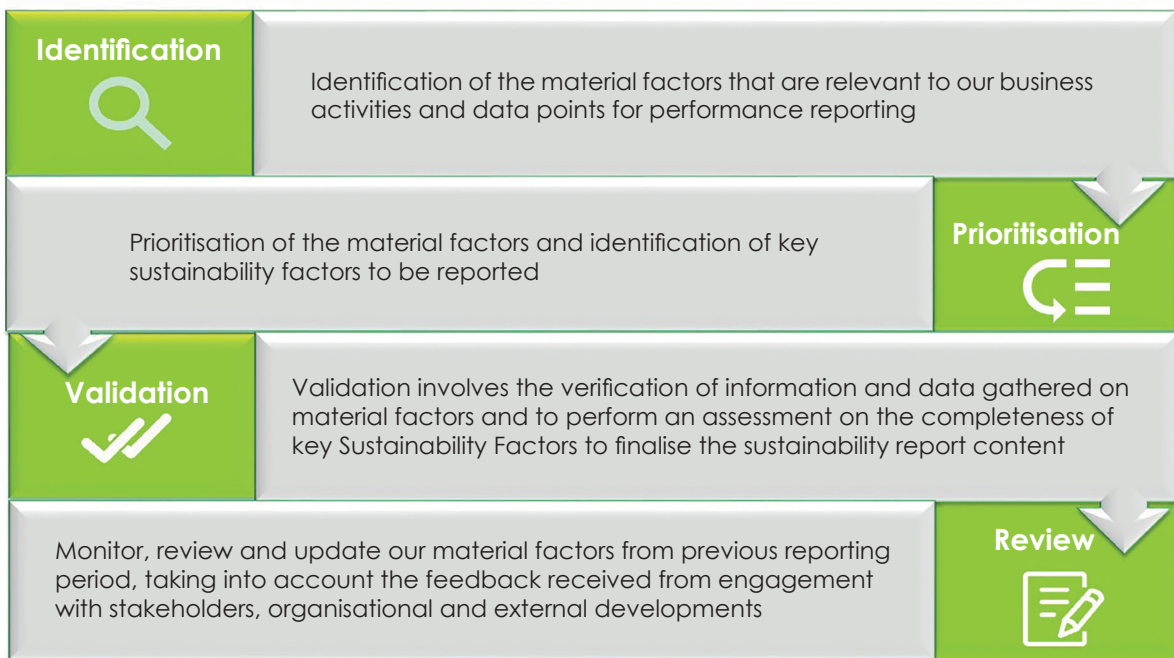 Identification
Identification of the material factors that are relevant to our business
activities and data points for performance reporting
Prioritisation
Prioritisation of the material factors and identification of key
sustainability factors to be reported
Validation
Validation involves the verification of information and data gathered on
material factors and to perform an assessment on the completeness of
key Sustainability Factors to finalise the sustainability report content
Review
Monitor, review and update our material factors from previous reporting
period, taking into account the feedback received from engagement
with stakeholders, organisational and external developments